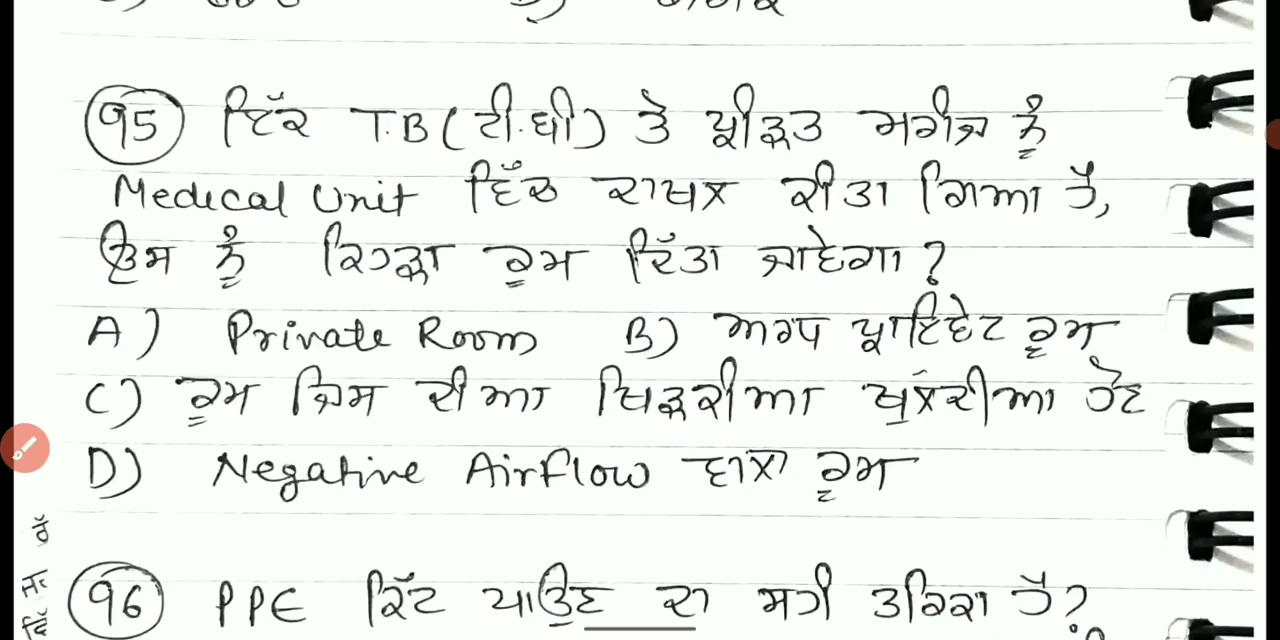 95 ਇੱਕ T.B (ਟੀ.ਬੀ) ਤੋਂ ਪੀੜਤ ਮਰੀਜ ਨੂੰ
Medical Unit ਵਿੱਚ ਦਾਖਲ ਕੀਤਾ ਗਿਆ ਹੈ,
ਉਸ ਨੂੰ ਕਿਹੜਾ ਰੂਮ ਦਿੱਤਾ ਜਾਵੇਗਾ?
A) Private Room B) ਅਰਧ ਪ੍ਰਾਇਵੇਟ ਰੂਮ
C) ਰੂਮ ਜਿਸ ਦੀਆ ਖਿੜਕੀਆ ਖੁੱਲਦੀਆ ਹੋਣ
D) Negative Airflow ਵਾਲਾ ਰੂਮ
96 PPE ਕਿੱਟ ਪਾਉਣ ਦਾ ਸਹੀ ਤਰਿਕਾ ਹੈ?